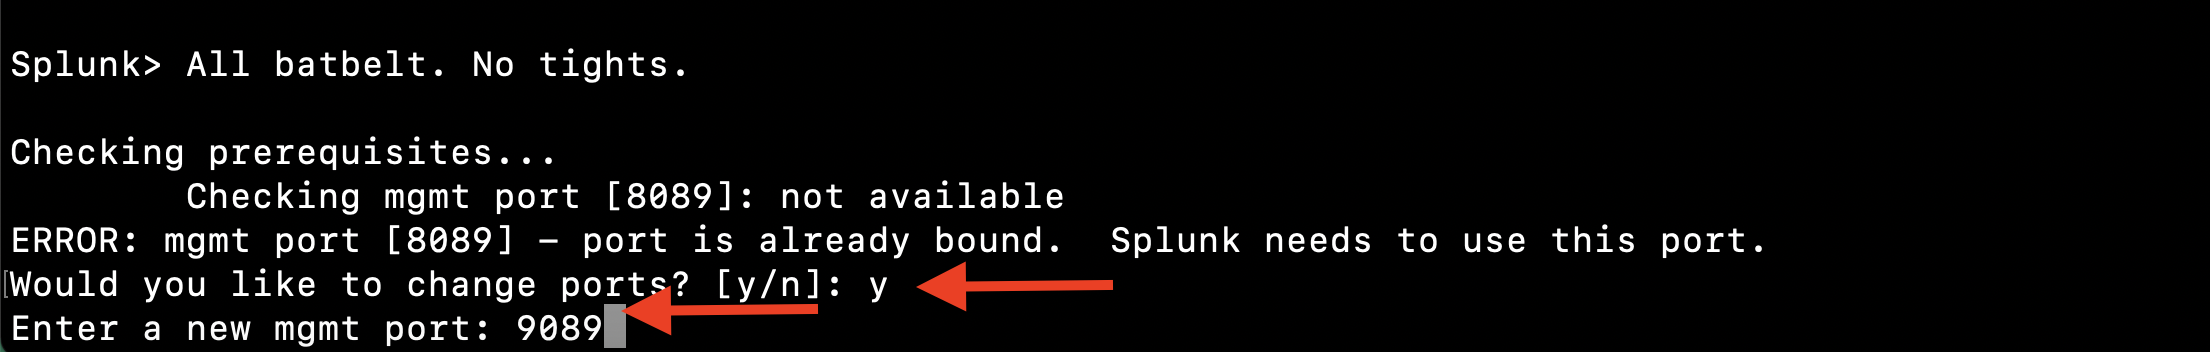 Splunk> All batbelt. No tights.
Checking prerequisites...
Checking mgmt port [8089]: not available
ERROR: mgmt port [8089] – port is already bound.  Splunk needs to use this port.
Would you like to change ports? [y/n]: y
Enter a new mgmt port: 9089